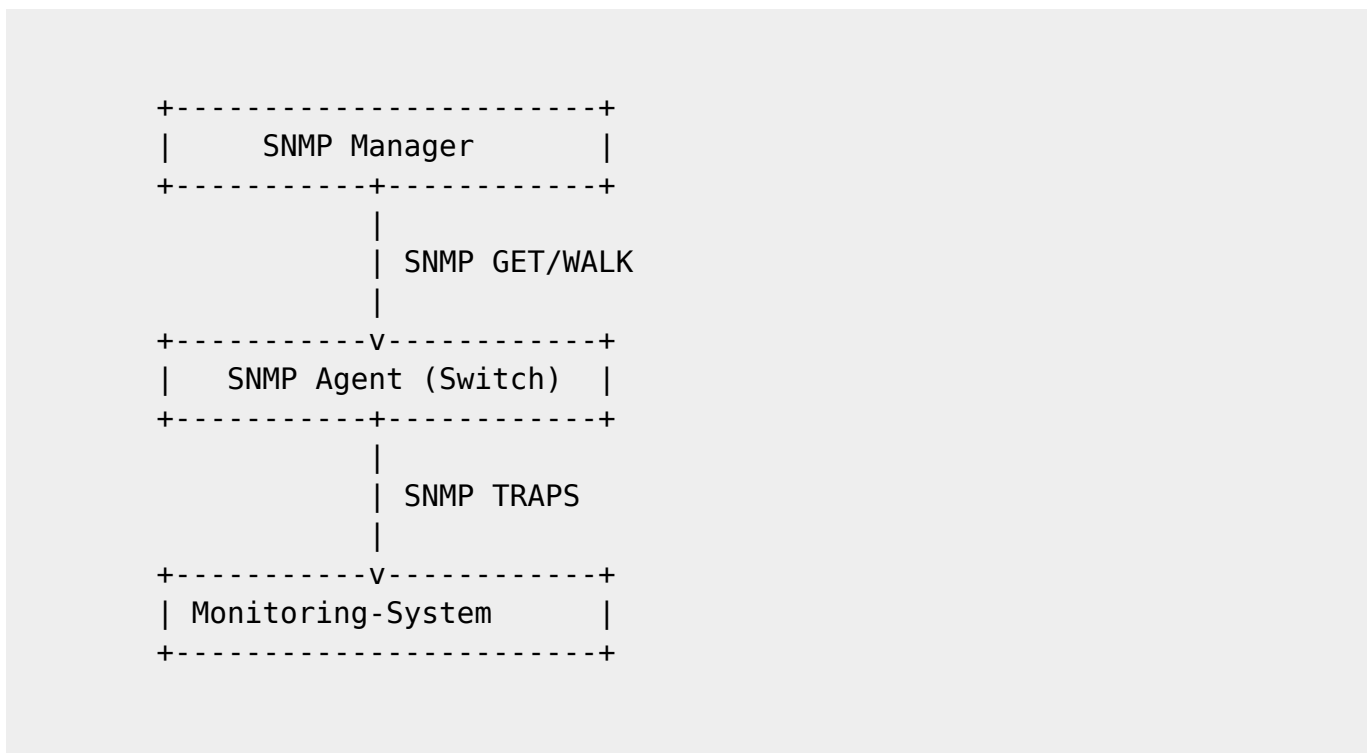 +------------------------+
|     SNMP Manager       |
+-----------+------------+
            |
            | SNMP GET/WALK
            |
+-----------v------------+
|   SNMP Agent (Switch)  |
+-----------+------------+
            |
            | SNMP TRAPS
            |
+-----------v------------+
| Monitoring-System      |
+------------------------+